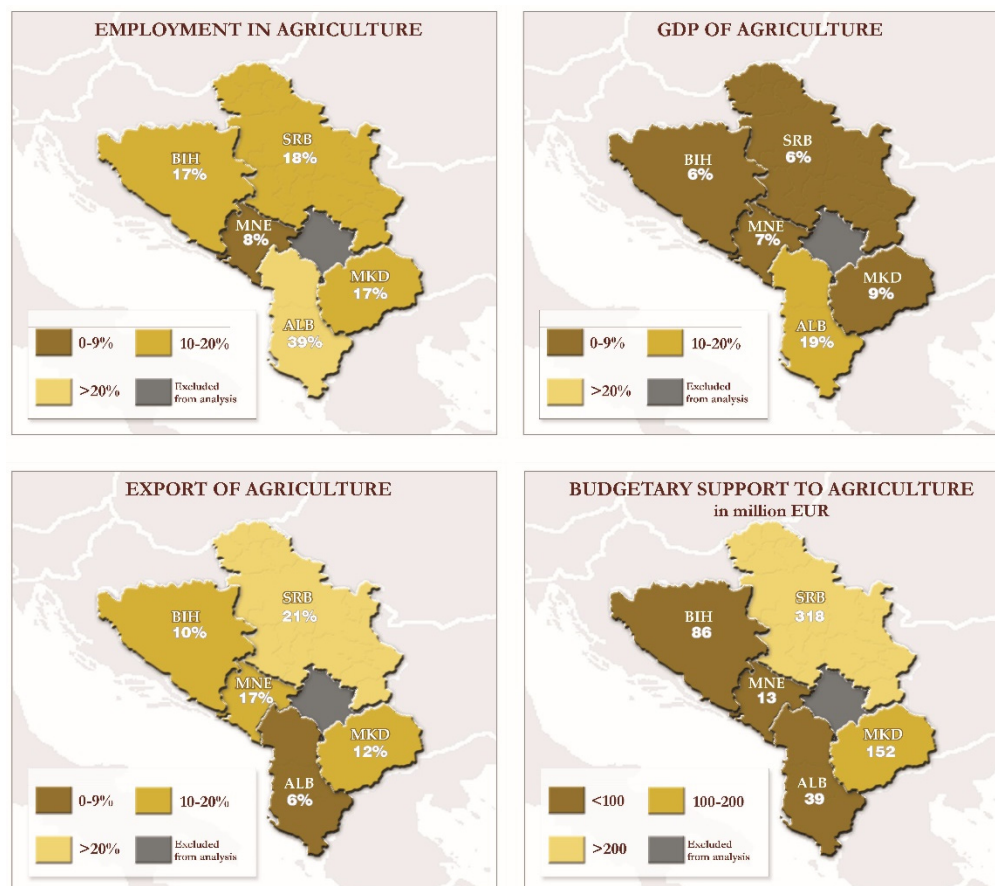 EMPLOYMENT IN AGRICULTURE
SRB
18%
BIH
17%
MNE
8%
MKD
17%
ALB
39%
0-9%
10-20%
>20%
Excluded
from analysis
GDP OF AGRICULTURE
SRB
6%
BIH
6%
MNE
7%
MKD
9%
ALB
19%
0-9%
10-20%
>20%
Excluded
from analysis
EXPORT OF AGRICULTURE
SRB
21%
BIH
10%
MNE
17%
MKD
12%
ALB
6%
0-9%
10-20%
>20%
Excluded
from analysis
BUDGETARY SUPPORT TO AGRICULTURE
in million EUR
SRB
318
BIH
86
MNE
13
MKD
152
ALB
39
<100
100-200
>200
Excluded
from analysis